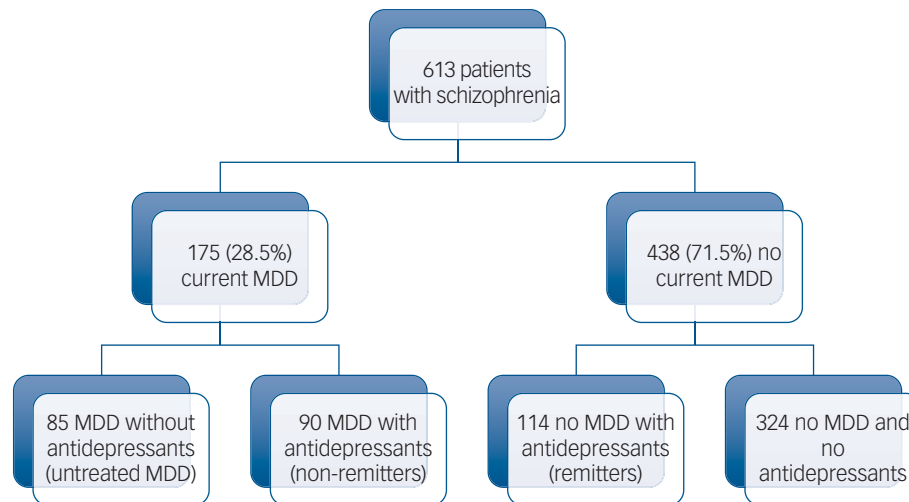 613 patients
with schizophrenia
175 (28.5%)
current MDD
438 (71.5%) no
current MDD
85 MDD without
antidepressants
(untreated MDD)
90 MDD with
antidepressants
(non-remitters)
114 no MDD with
antidepressants
(remitters)
324 no MDD and
no
antidepressants